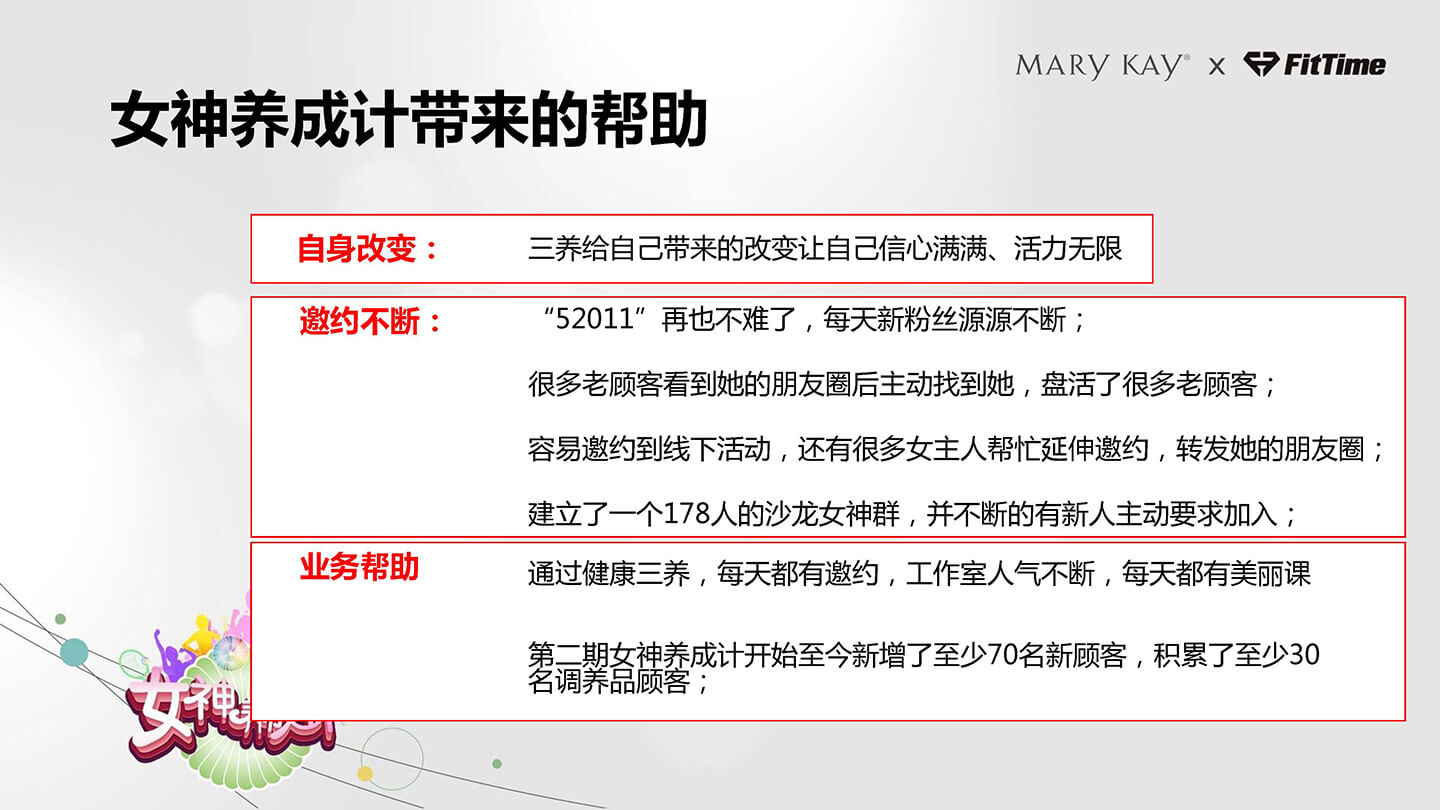 MARY KAY® x FitTime
女神养成计带来的帮助
自身改变：
三养给自己带来的改变让自己信心满满、活力无限
邀约不断：
“52011”再也不难了，每天新粉丝源源不断；
很多老顾客看到她的朋友圈后主动找到她，盘活了很多老顾客；
容易邀约到线下活动，还有很多女主人帮忙延伸邀约，转发她的朋友圈；
建立了一个178人的沙龙女神群，并不断的有新人主动要求加入；
业务帮助
通过健康三养，每天都有邀约，工作室人气不断，每天都有美丽课
第二期女神养成计开始至今新增了至少70名新顾客，积累了至少30
名调养品顾客；
女神